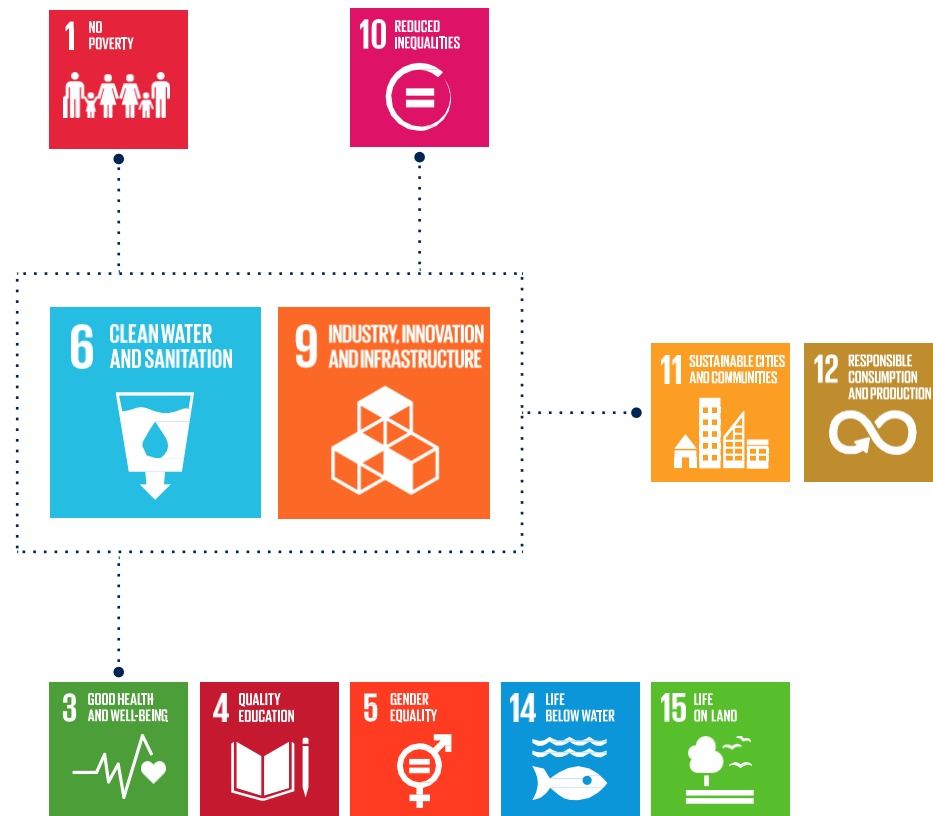 1 NO
POVERTY
10 REDUCED
INEQUALITIES
6 CLEAN WATER
AND SANITATION
9 INDUSTRY, INNOVATION
AND INFRASTRUCTURE
11 SUSTAINABLE CITIES
AND COMMUNITIES
12 RESPONSIBLE
CONSUMPTION
AND PRODUCTION
3 GOOD HEALTH
AND WELL-BEING
4 QUALITY
EDUCATION
5 GENDER
EQUALITY
14 LIFE
BELOW WATER
15 LIFE
ON LAND